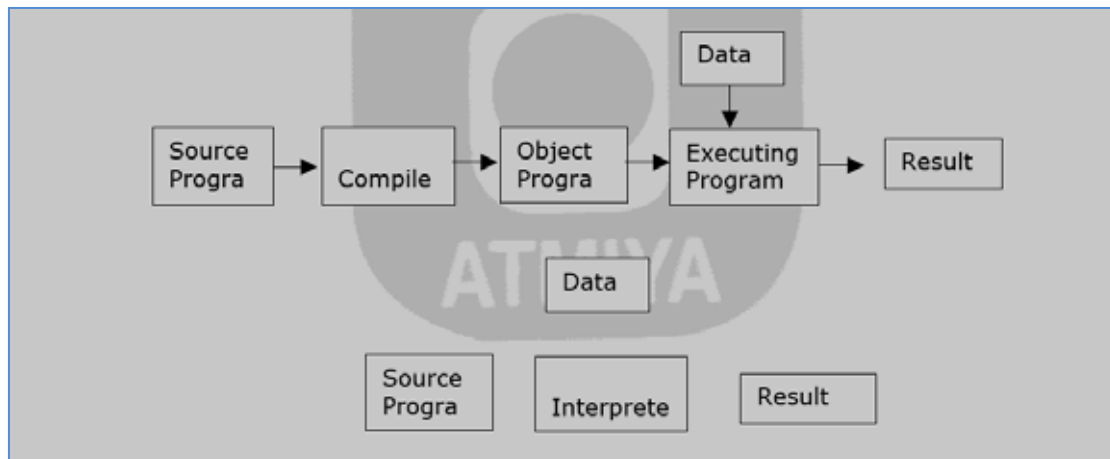 Data
Source
Progra
Compile
Object
Progra
Executing
Program
Result
ATMIYA
Data
Source
Progra
Interprete
Result